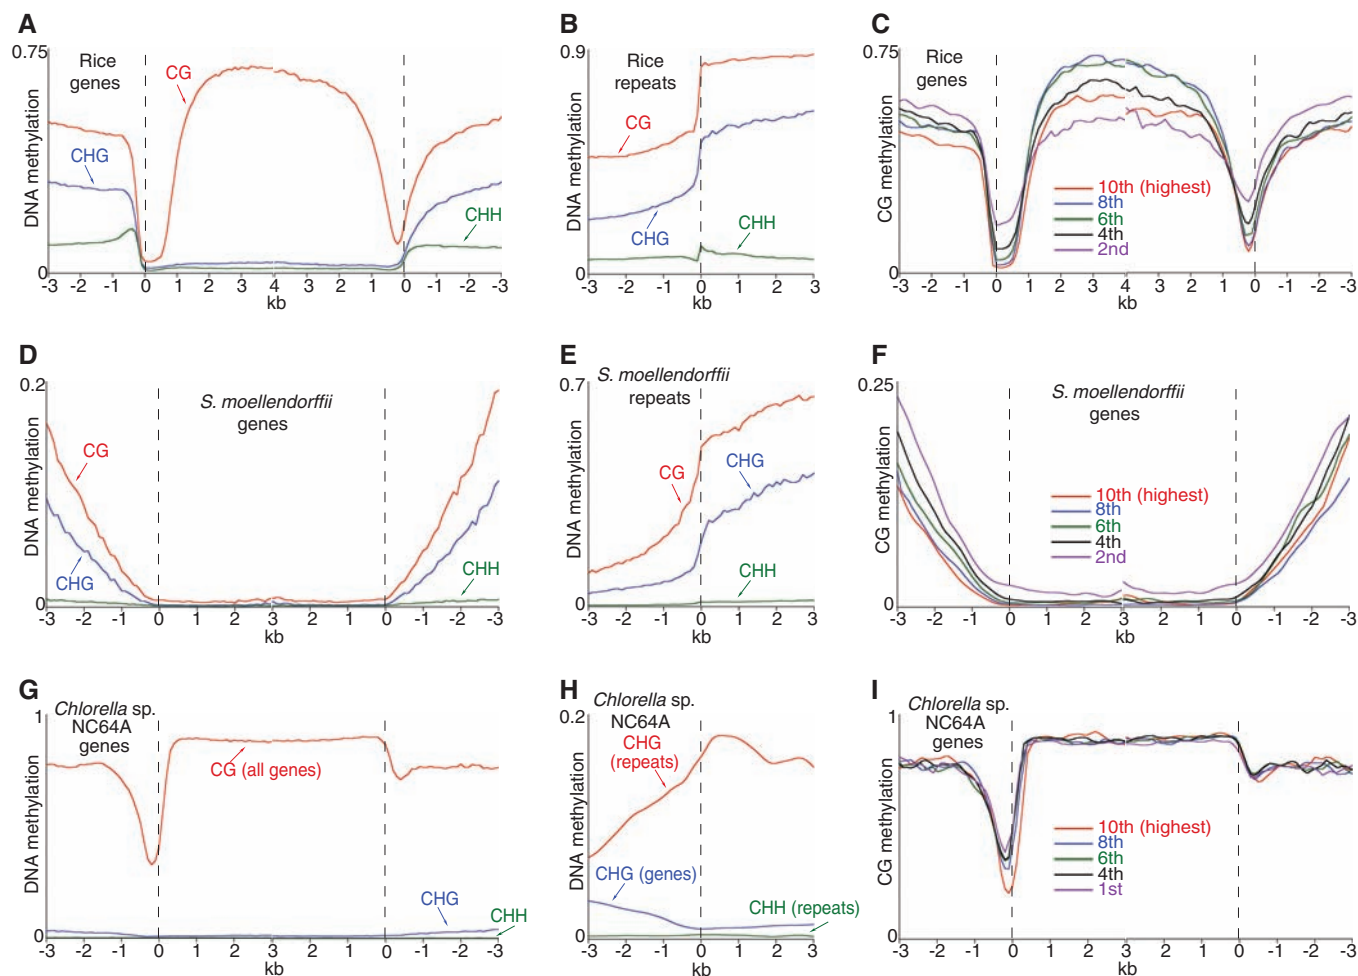 A
0.75
Rice
genes
CG
CHG
CHH
DNA methylation
0
-3 -2 -1 0 1 2 3 4 3 2 1 0 -1 -2 -3
kb
B
0.9
Rice
repeats
CG
CHG
CHH
DNA methylation
0
-3 -2 -1 0 1 2 3
kb
C
0.75
Rice
genes
CG methylation
10th (highest)
8th
6th
4th
2nd
0
-3 -2 -1 0 1 2 3 4 3 2 1 0 -1 -2 -3
kb
D
0.2
S. moellendorffii
genes
CG
CHG
CHH
DNA methylation
0
-3 -2 -1 0 1 2 3 2 1 0 -1 -2 -3
kb
E
0.7
S. moellendorffii
repeats
CG
CHG
CHH
DNA methylation
0
-3 -2 -1 0 1 2 3
kb
F
0.25
S. moellendorffii
genes
CG methylation
10th (highest)
8th
6th
4th
2nd
0
-3 -2 -1 0 1 2 3 2 1 0 -1 -2 -3
kb
G
1
Chlorella sp.
NC64A
genes
CG (all genes)
CHG
CHH
DNA methylation
0
-3 -2 -1 0 1 2 3 2 1 0 -1 -2 -3
kb
H
0.2
Chlorella sp.
NC64A
CHG
(repeats)
CHG (genes)
CHH (repeats)
DNA methylation
0
-3 -2 -1 0 1 2 3
kb
I
1
Chlorella sp.
NC64A
genes
CG methylation
10th (highest)
8th
6th
4th
1st
0
-3 -2 -1 0 1 2 3 2 1 0 -1 -2 -3
kb